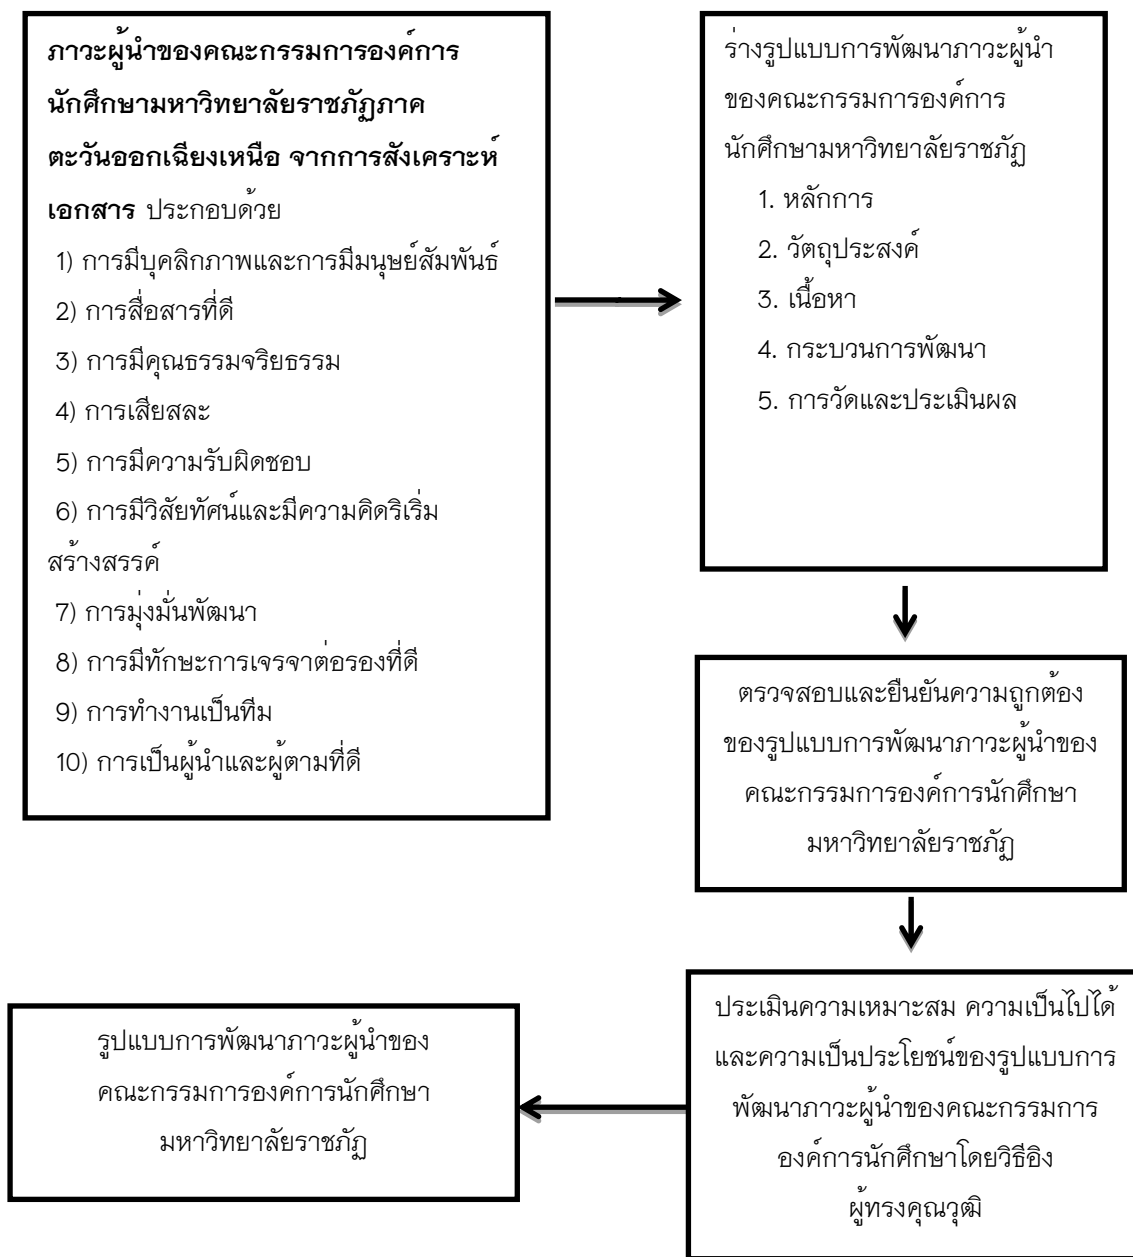 ภาวะผู้นำของคณะกรรมการองค์การ
นักศึกษามหาวิทยาลัยราชภัฏภาค
ตะวันออกเฉียงเหนือ จากการสังเคราะห์
เอกสาร ประกอบด้วย
1) การมีบุคลิกภาพและการมีมนุษย์สัมพันธ์
2) การสื่อสารที่ดี
3) การมีคุณธรรมจริยธรรม
4) การเสียสละ
5) การมีความรับผิดชอบ
6) การมีวิสัยทัศน์และมีความคิดริเริ่ม
สร้างสรรค์
7) การมุ่งมั่นพัฒนา
8) การมีทักษะการเจรจาต่อรองที่ดี
9) การทำงานเป็นทีม
10) การเป็นผู้นำและผู้ตามที่ดี
ร่างรูปแบบการพัฒนาภาวะผู้นำ
ของคณะกรรมการองค์การ
นักศึกษามหาวิทยาลัยราชภัฏ
1. หลักการ
2. วัตถุประสงค์
3. เนื้อหา
4. กระบวนการพัฒนา
5. การวัดและประเมินผล
ตรวจสอบและยืนยันความถูกต้อง
ของรูปแบบการพัฒนาภาวะผู้นำของ
คณะกรรมการองค์การนักศึกษา
มหาวิทยาลัยราชภัฏ
ประเมินความเหมาะสม ความเป็นไปได้
และความเป็นประโยชน์ของรูปแบบการ
พัฒนาภาวะผู้นำของคณะกรรมการ
องค์การนักศึกษาโดยวิธีอิง
ผู้ทรงคุณวุฒิ
รูปแบบการพัฒนาภาวะผู้นำของ
คณะกรรมการองค์การนักศึกษา
มหาวิทยาลัยราชภัฏ